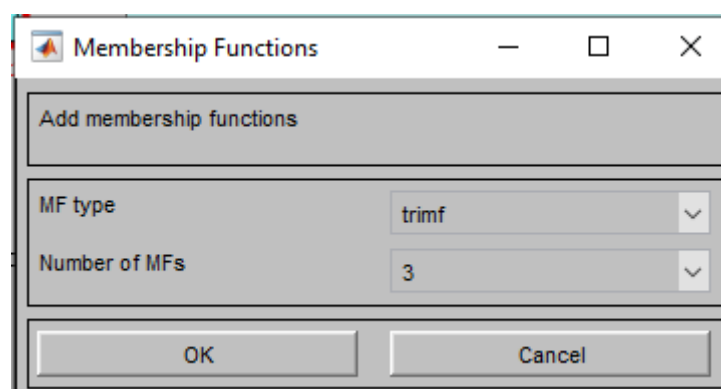 Membership Functions
Add membership functions
MF type
trimf
Number of MFs
3
OK
Cancel